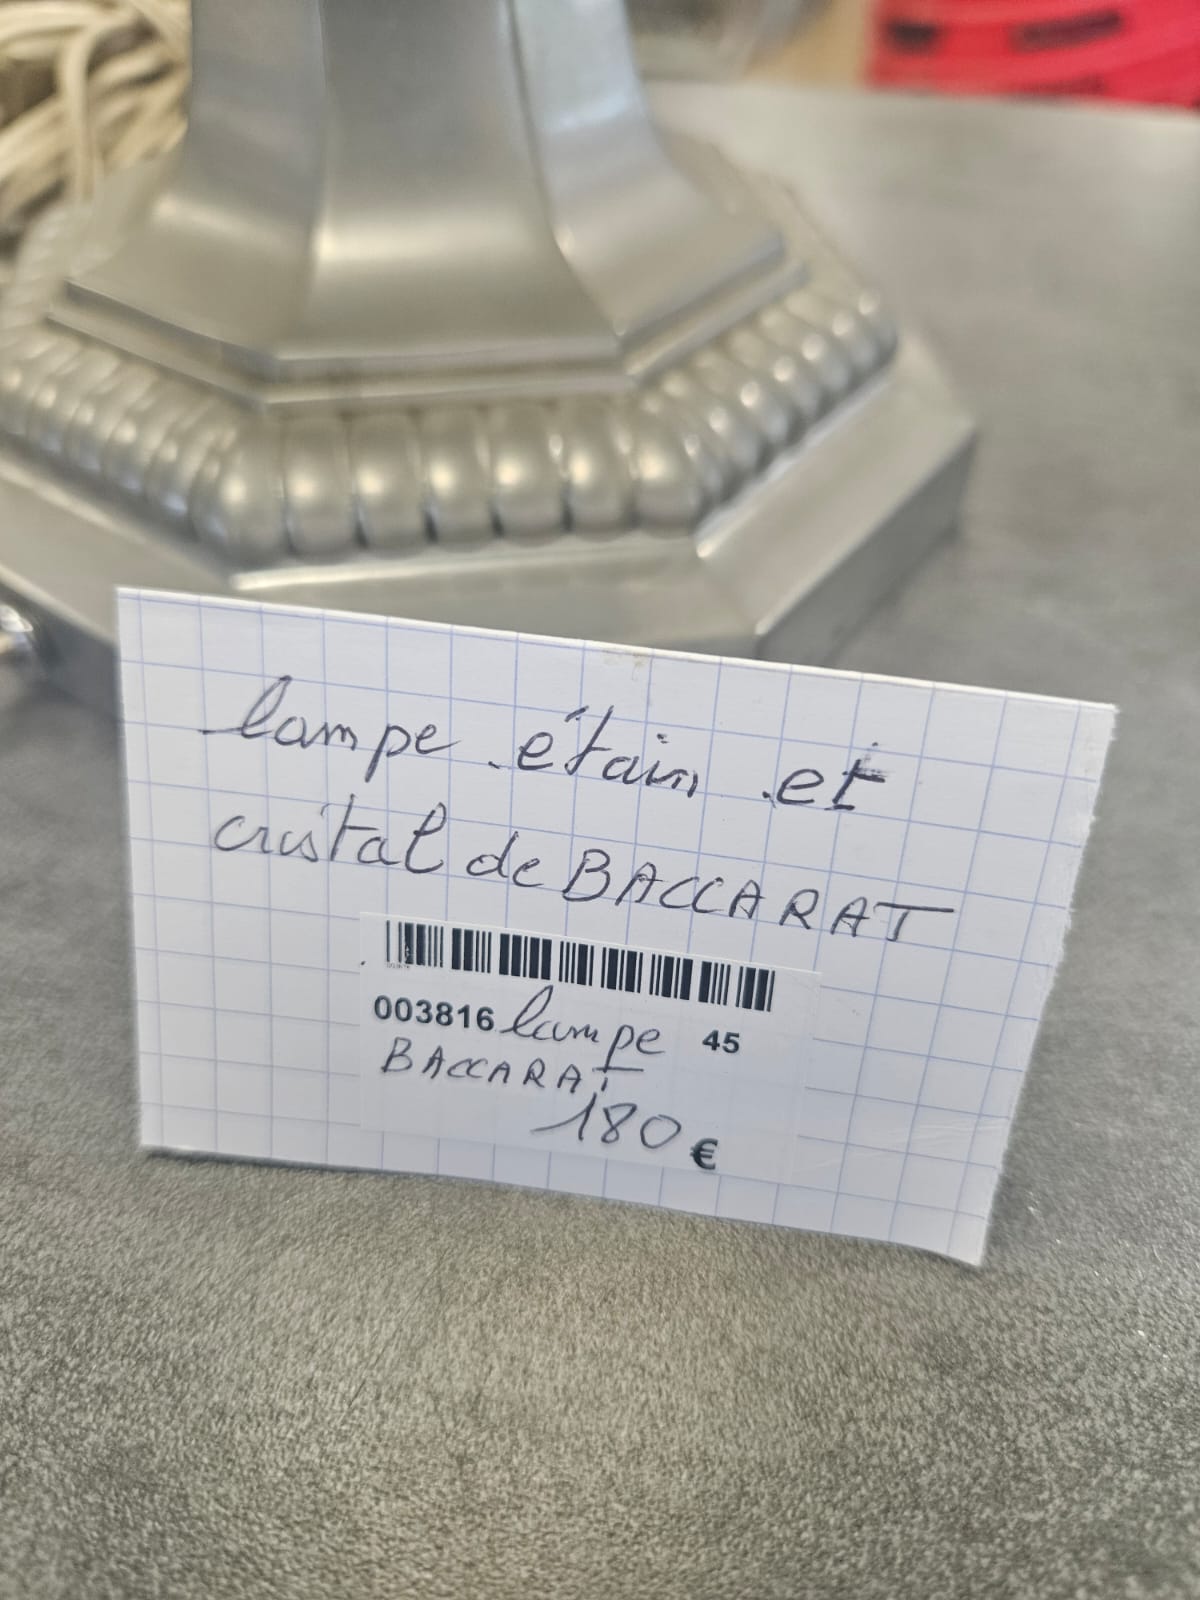 lampe étain et
cristal de BACCARAT
003816 lampe 45
BACCARAT
180 €